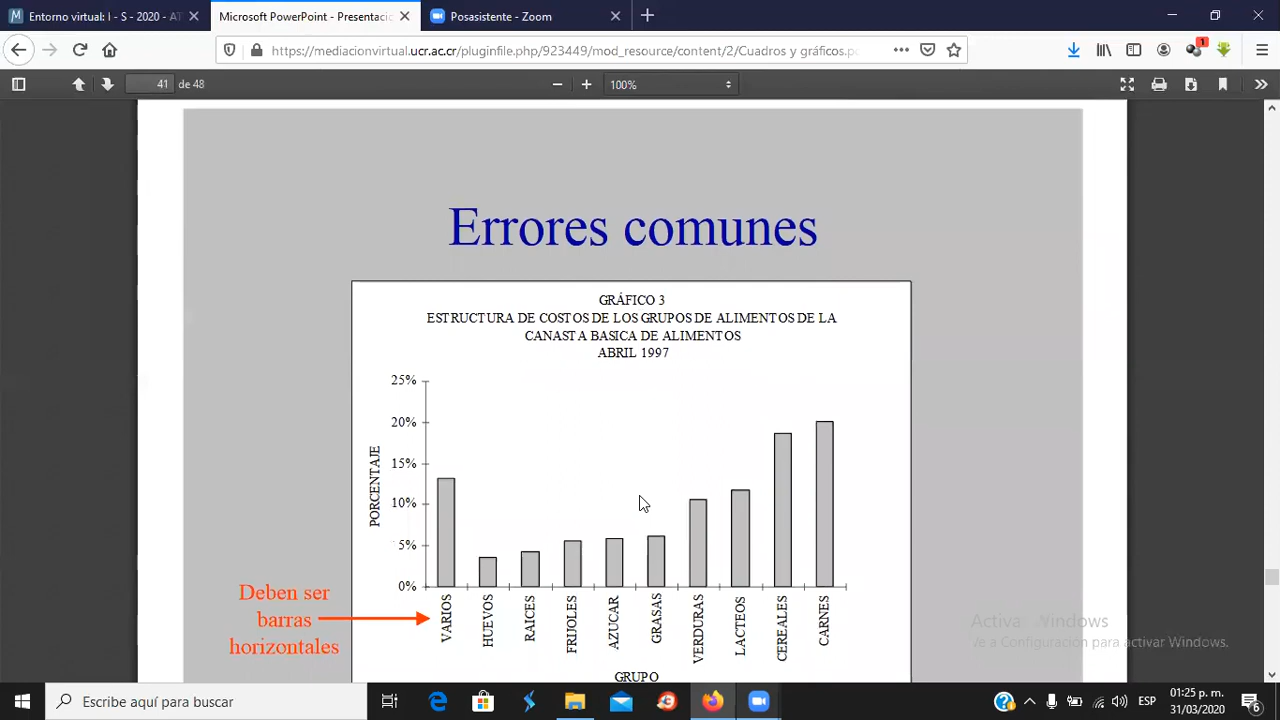 Entorno virtual: I - S - 2020 - AT
Microsoft PowerPoint - Presentació
Posasistente - Zoom
https://mediacionvirtual.ucr.ac.cr/pluginfile.php/923449/mod_resource/content/2/Cuadros y gráficos.p
1
41 de 48
100%
Errores comunes
GRÁFICO 3
ESTRUCTURA DE COSTOS DE LOS GRUPOS DE ALIMENTOS DE LA
CANASTA BASICA DE ALIMENTOS
ABRIL 1997
25%
20%
15%
10%
5%
0%
PORCENTAJE
VARIOS
HUEVOS
RAICES
FRIJOLES
AZUCAR
GRASAS
VERDURAS
LACTEOS
CEREALES
CARNES
GRUPO
Deben ser
barras
horizontales
Activar Windows
Ve a Configuración para activar Windows.
Escribe aquí para buscar
ESP
01:25 p. m.
31/03/2020
6